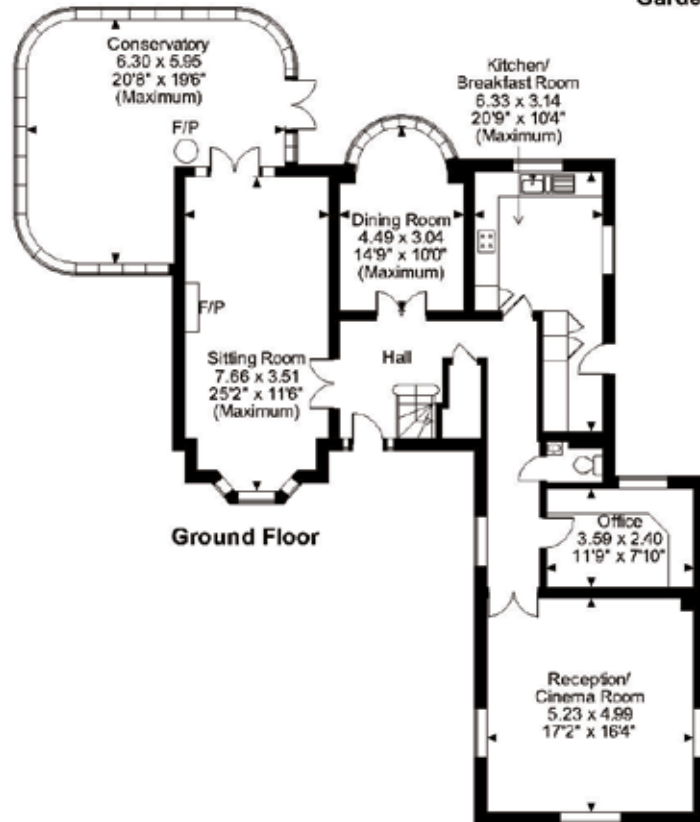 Garde
Conservatory
6.30 x 5.95
20'8" x 19'6"
(Maximum)
F/P
Kitchen/
Breakfast Room
6.33 x 3.14
20'9" x 10'4"
(Maximum)
Dining Room
4.49 x 3.04
14'9" x 10'0"
(Maximum)
F/P
Sitting Room
7.66 x 3.51
25'2" x 11'6"
(Maximum)
Hall
Ground Floor
Office
3.59 x 2.40
11'9" x 7'10"
Reception/
Cinema Room
5.23 x 4.99
17'2" x 16'4"